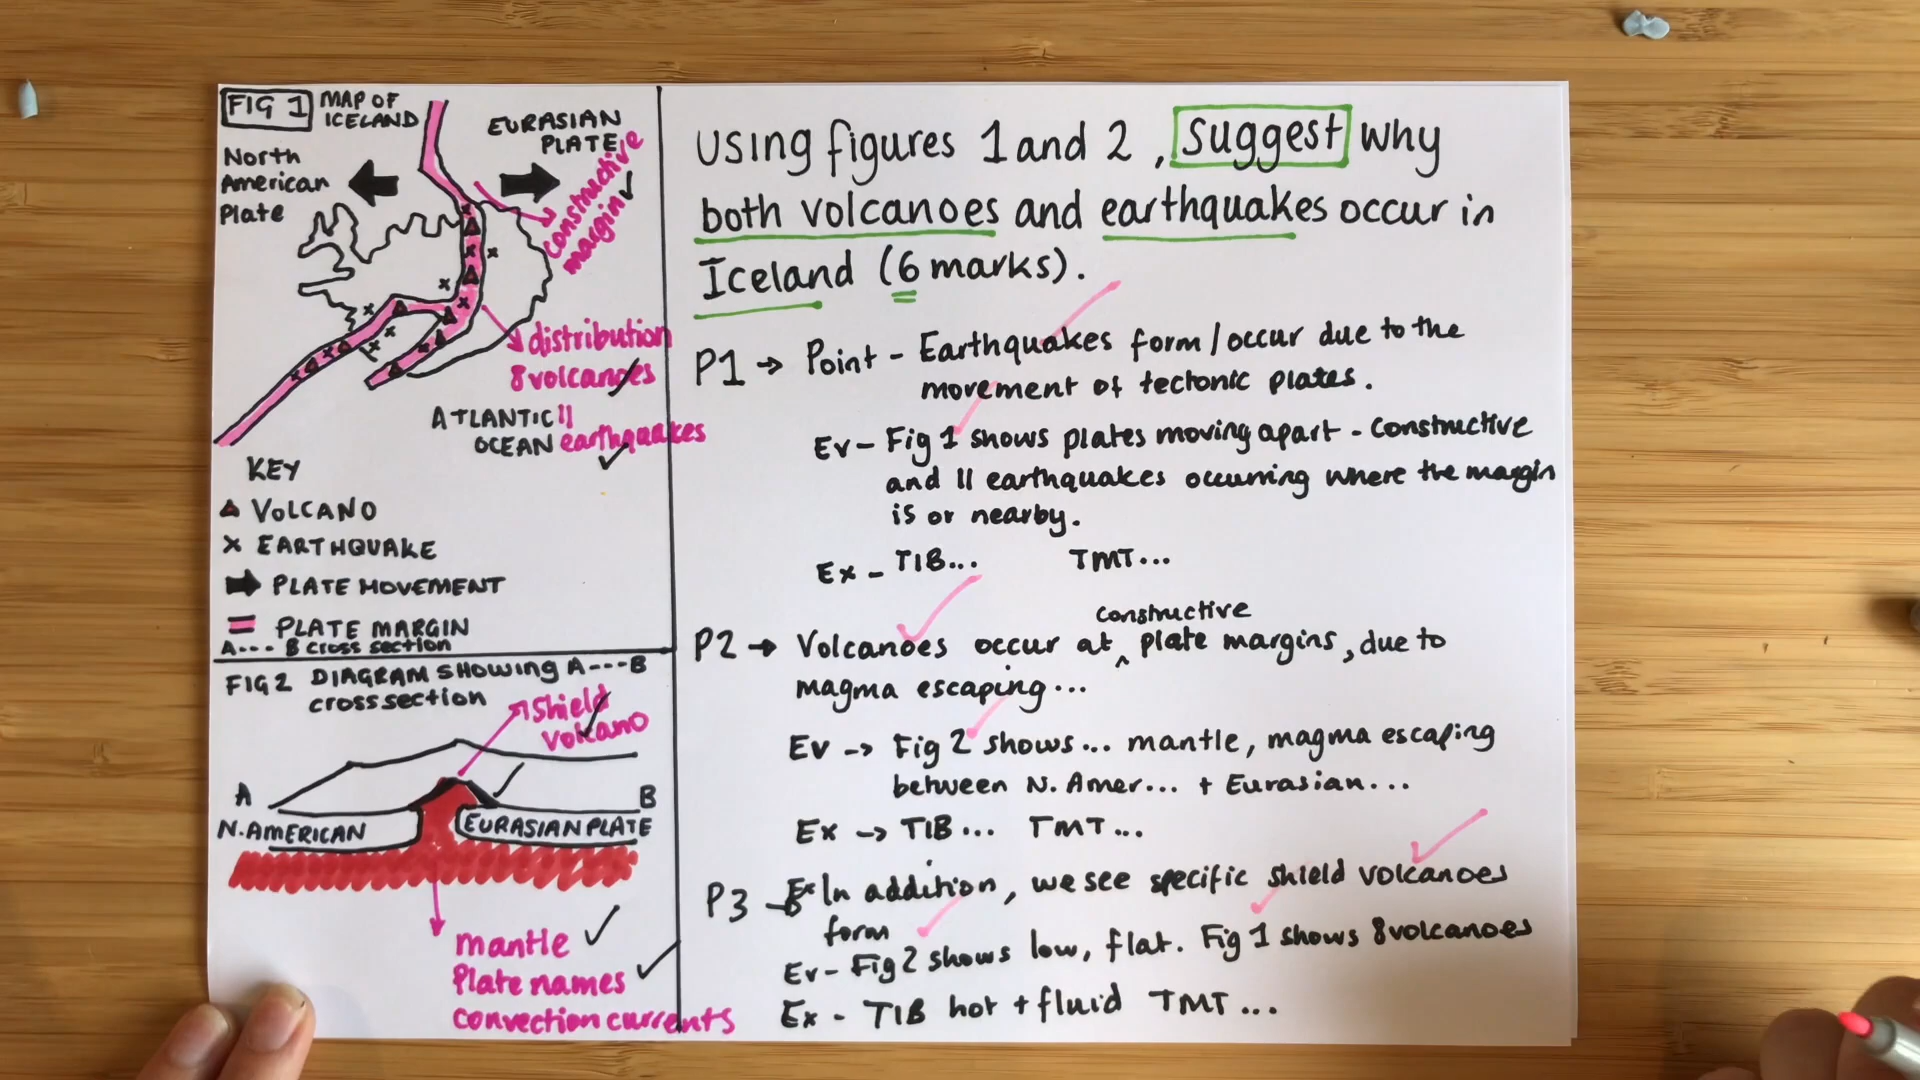 FIG 1 MAP OF
ICELAND
EURASIAN
PLATE
North
American
Plate
constructive
margin
distribution
8 volcanoes
ATLANTIC 11
OCEAN earthquakes
KEY
VOLCANO
X EARTHQUAKE
PLATE MOVEMENT
PLATE MARGIN
A--- B cross section
FIG 2 DIAGRAM SHOWING A---B
cross section
shield
volcano
A
B
N. AMERICAN
EURASIAN PLATE
mantle
Plate names
convection currents
Using figures 1 and 2, suggest why
both volcanoes and earthquakes occur in
Iceland (6 marks).
P1 → Point - Earthquakes form/occur due to the
movement of tectonic plates.
Ev - Fig 1 shows plates moving apart - constructive
and 11 earthquakes occurring where the margin
is or nearby.
Ex - TIB... TMT...
constructive
P2 → Volcanoes occur at ^ plate margins, due to
magma escaping...
Ev → Fig 2 shows... mantle, magma escaping
between N. Amer... + Eurasian...
Ex → TIB... TMT...
P3 → In addition, we see specific shield volcanoes
form
Ev - Fig 2 shows low, flat. Fig 1 shows 8 volcanoes
Ex - TIB hot + fluid TMT...